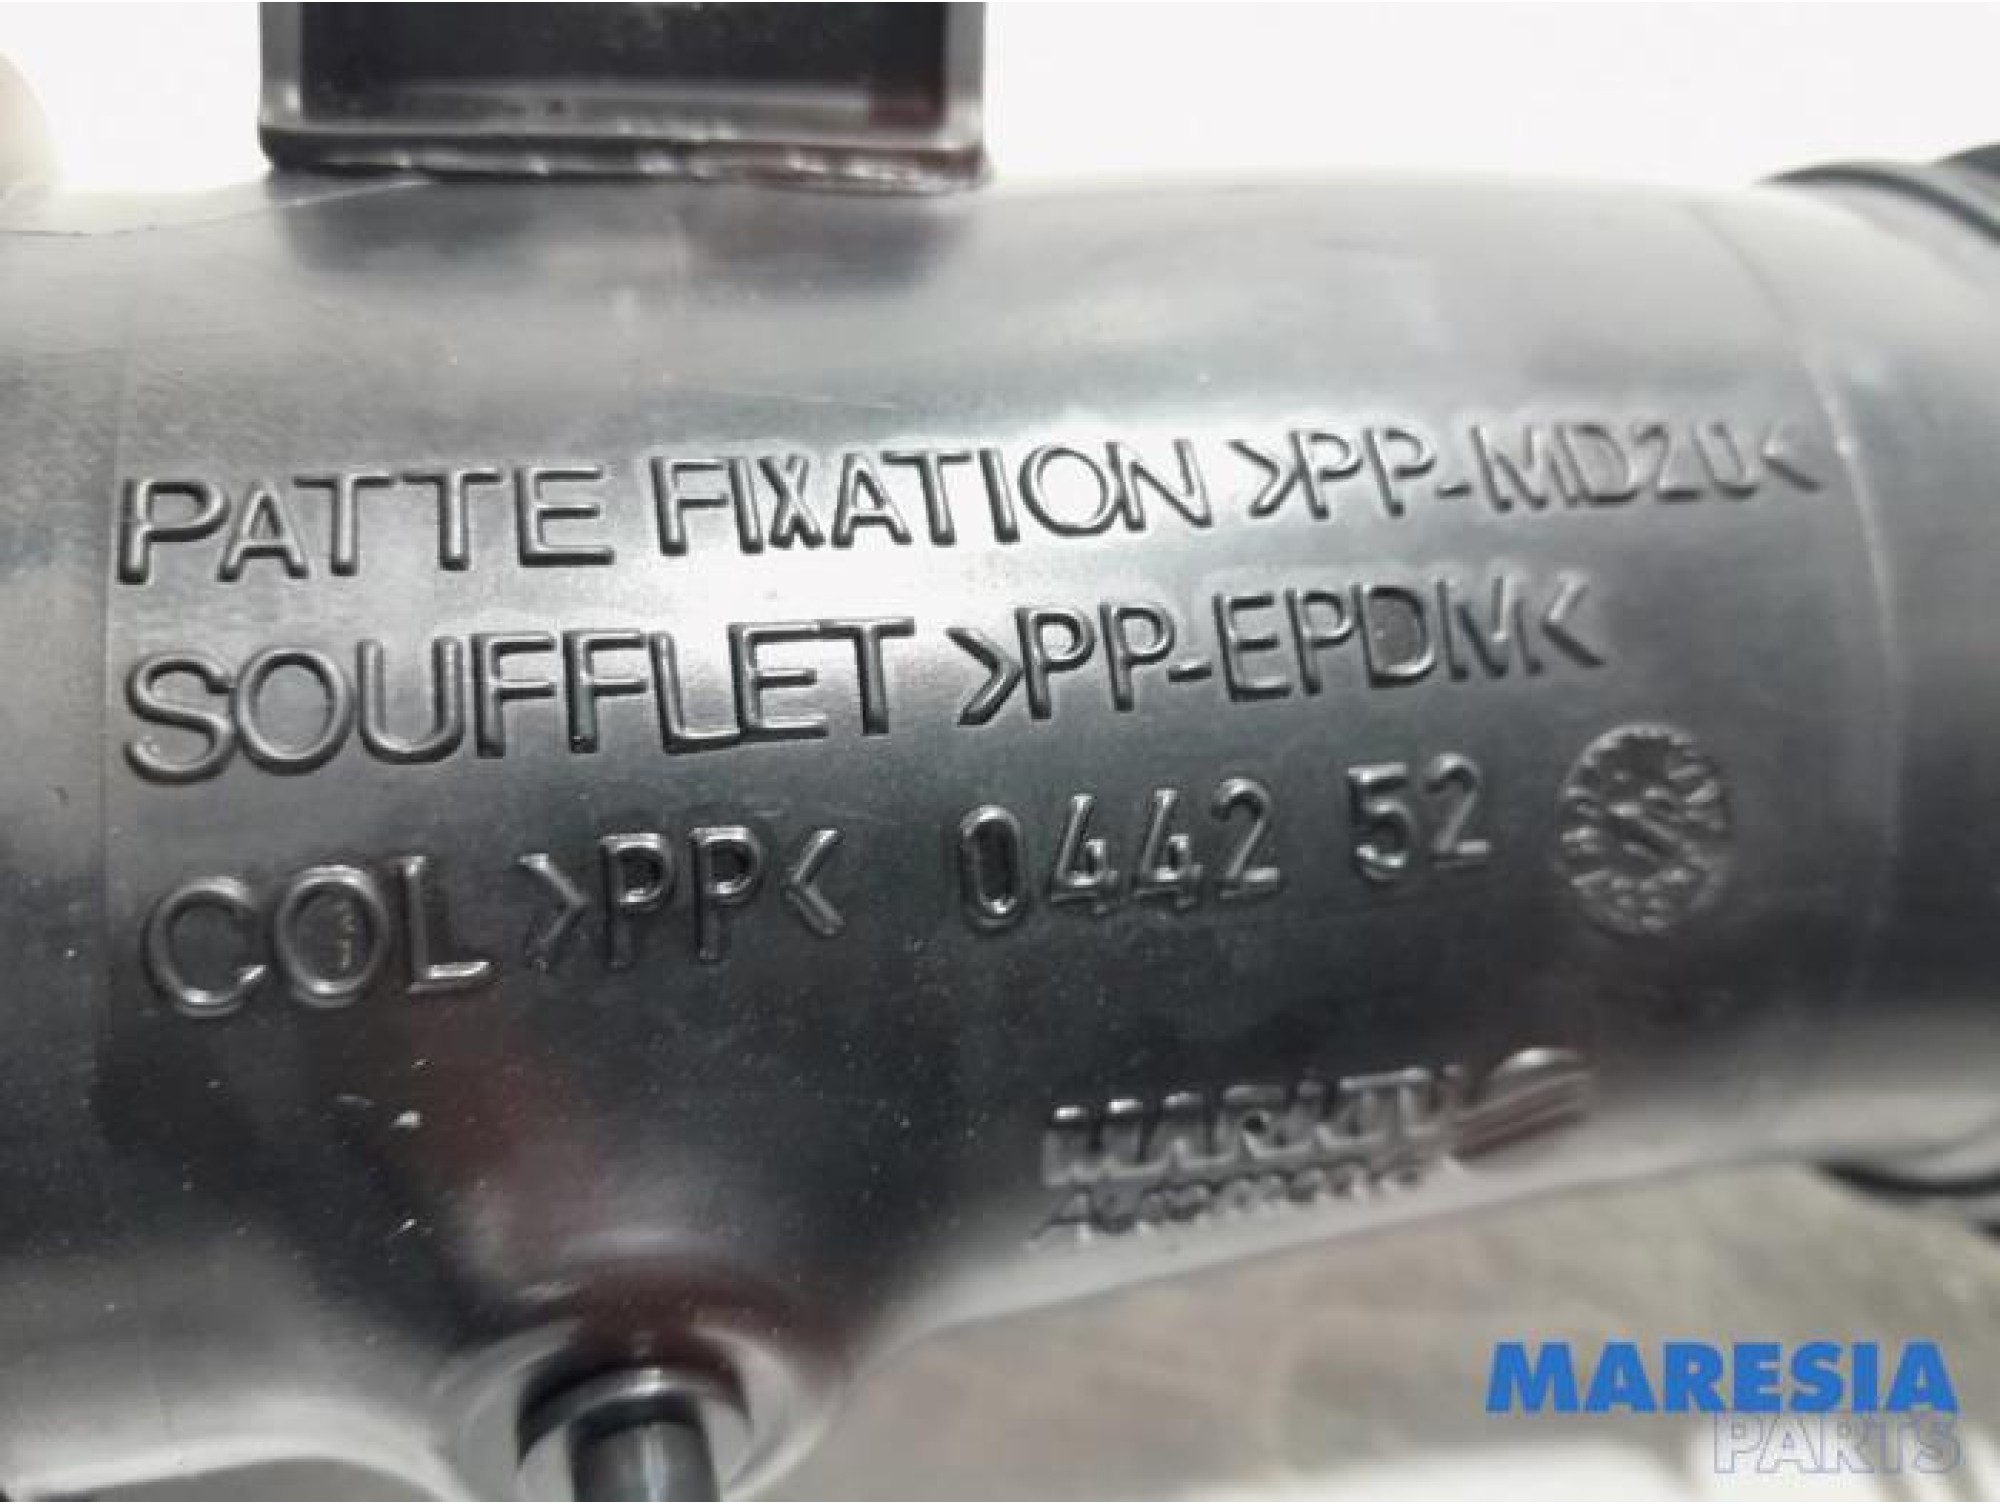 PATTE FIXATION >PP-MD20<
SOUFFLET >PP-EPDM<
COL >PP< 0442 52
MARESIA
PARTS